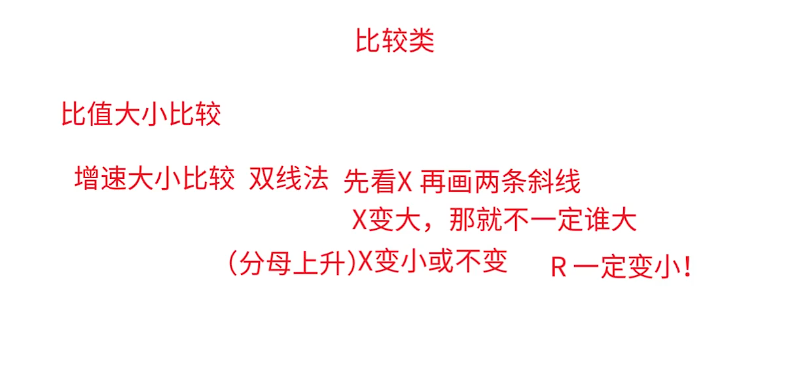 比较类
比值大小比较
增速大小比较 双线法 先看X 再画两条斜线
X变大，那就不一定谁大
（分母上升）X变小或不变 R 一定变小！